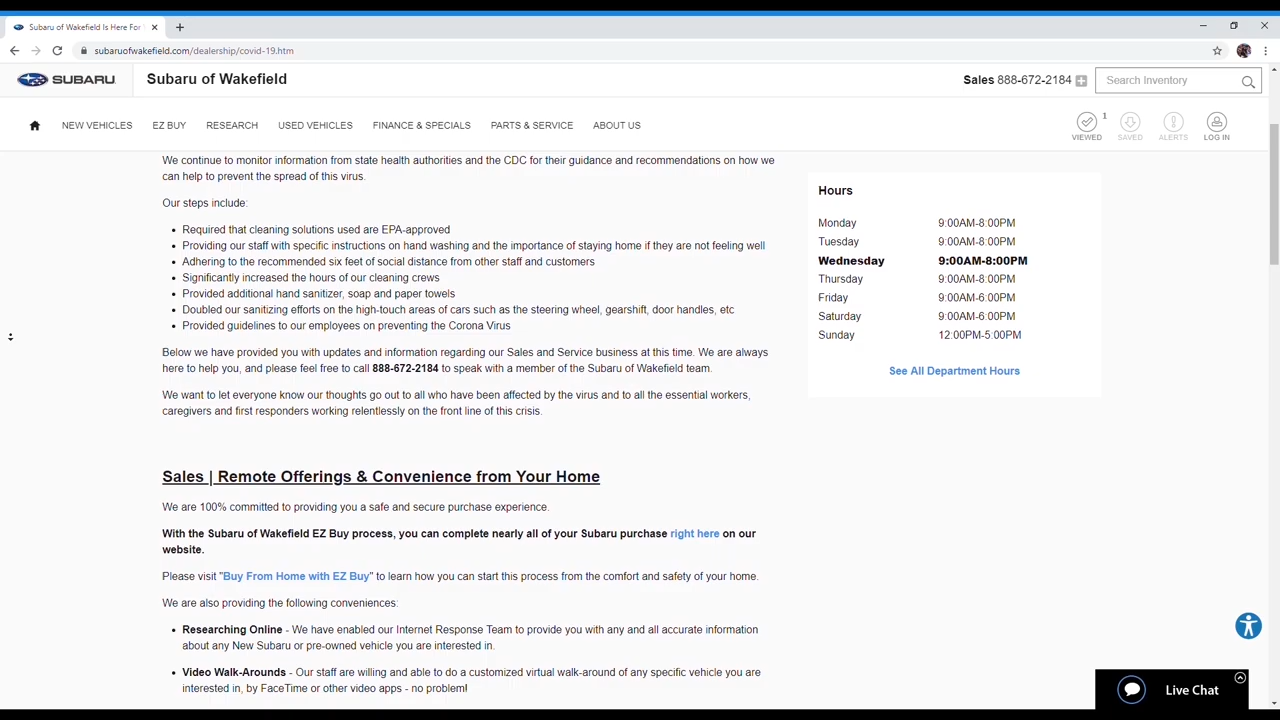 Subaru of Wakefield Is Here For
subaruofwakefield.com/dealership/covid-19.htm
SUBARU
Subaru of Wakefield
Sales 888-672-2184
Search Inventory
NEW VEHICLES EZ BUY RESEARCH USED VEHICLES FINANCE & SPECIALS PARTS & SERVICE ABOUT US
1
VIEWED SAVED ALERTS LOG IN
We continue to monitor information from state health authorities and the CDC for their guidance and recommendations on how we
can help to prevent the spread of this virus.
Our steps include:
• Required that cleaning solutions used are EPA-approved
• Providing our staff with specific instructions on hand washing and the importance of staying home if they are not feeling well
• Adhering to the recommended six feet of social distance from other staff and customers
• Significantly increased the hours of our cleaning crews
• Provided additional hand sanitizer, soap and paper towels
• Doubled our sanitizing efforts on the high-touch areas of cars such as the steering wheel, gearshift, door handles, etc
• Provided guidelines to our employees on preventing the Corona Virus
Below we have provided you with updates and information regarding our Sales and Service business at this time. We are always
here to help you, and please feel free to call 888-672-2184 to speak with a member of the Subaru of Wakefield team.
We want to let everyone know our thoughts go out to all who have been affected by the virus and to all the essential workers,
caregivers and first responders working relentlessly on the front line of this crisis.
Sales | Remote Offerings & Convenience from Your Home
We are 100% committed to providing you a safe and secure purchase experience.
With the Subaru of Wakefield EZ Buy process, you can complete nearly all of your Subaru purchase right here on our
website.
Please visit "Buy From Home with EZ Buy" to learn how you can start this process from the comfort and safety of your home.
We are also providing the following conveniences:
• Researching Online - We have enabled our Internet Response Team to provide you with any and all accurate information
about any New Subaru or pre-owned vehicle you are interested in.
• Video Walk-Arounds - Our staff are willing and able to do a customized virtual walk-around of any specific vehicle you are
interested in, by FaceTime or other video apps - no problem!
Hours
Monday 9:00AM-8:00PM
Tuesday 9:00AM-8:00PM
Wednesday 9:00AM-8:00PM
Thursday 9:00AM-8:00PM
Friday 9:00AM-6:00PM
Saturday 9:00AM-6:00PM
Sunday 12:00PM-5:00PM
See All Department Hours
Live Chat